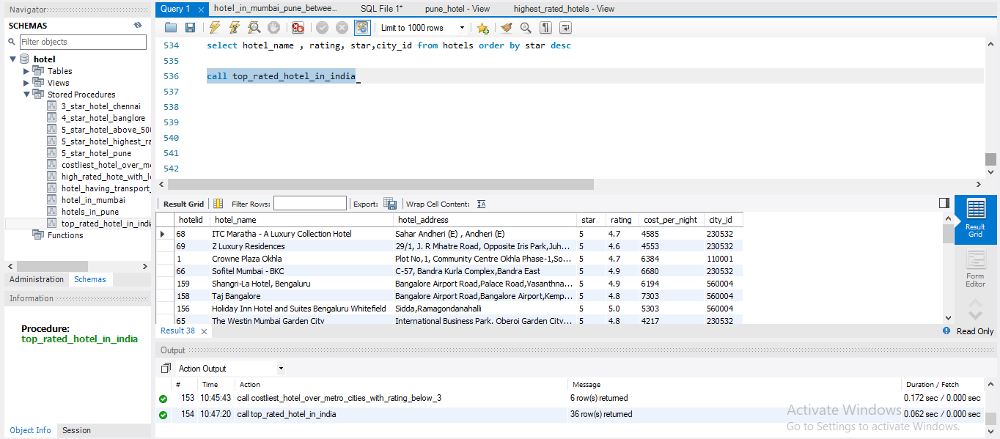 Navigator
SCHEMAS
Filter objects
hotel
Tables
Views
Stored Procedures
3_star_hotel_chennai
4_star_hotel_banglore
5_star_hotel_above_50
5_star_hotel_highest_ra
5_star_hotel_pune
costliest_hotel_over_m
high_rated_hote_with_l
hotel_having_transport_
hotel_in_mumbai
hotels_in_pune
top_rated_hotel_in_indi
Functions
Administration Schemas
Information
Procedure:
top_rated_hotel_in_india
Object Info Session
Query 1 hotel_in_mumbai_pune_betwee... SQL File 1* pune_hotel - View highest_rated_hotels - View
Limit to 1000 rows
534 select hotel_name , rating, star,city_id from hotels order by star desc
535
536 call top_rated_hotel_in_india
537
538
539
540
541
542
Result Grid Filter Rows: Export: Wrap Cell Content:
hotelid hotel_name hotel_address star rating cost_per_night city_id
68 ITC Maratha - A Luxury Collection Hotel Sahar Andheri (E) , Andheri (E) 5 4.7 4585 230532
69 Z Luxury Residences 29/1, J. R Mhatre Road, Opposite Iris Park,Juh... 5 4.6 4553 230532
1 Crowne Plaza Okhla Plot No,1, Community Centre Okhla Phase-1,So... 5 4.7 6384 110001
66 Sofitel Mumbai - BKC C-57, Bandra Kurla Complex,Bandra East 5 4.9 6680 230532
159 Shangri-La Hotel, Bengaluru Bangalore Airport Road,Palace Road,Vasanthna... 5 4.9 6194 560004
158 Taj Bangalore Bangalore Airport Road,Bangalore Airport,Kemp... 5 4.8 7303 560004
156 Holiday Inn Hotel and Suites Bengaluru Whitefield Sidda,Ramagondanahalli 5 5.0 5303 560004
65 The Westin Mumbai Garden City International Business Park, Oberoi Garden City... 5 4.8 4217 230532
Result Grid
Form Editor
Result 38
Read Only
Output
Action Output
# Time Action Message Duration / Fetch
153 10:45:43 call costliest_hotel_over_metro_cities_with_rating_below_3 6 row(s) returned 0.172 sec / 0.000 sec
154 10:47:20 call top_rated_hotel_in_india 36 row(s) returned 0.062 sec / 0.000 sec
Activate Windows
Go to Settings to activate Windows.